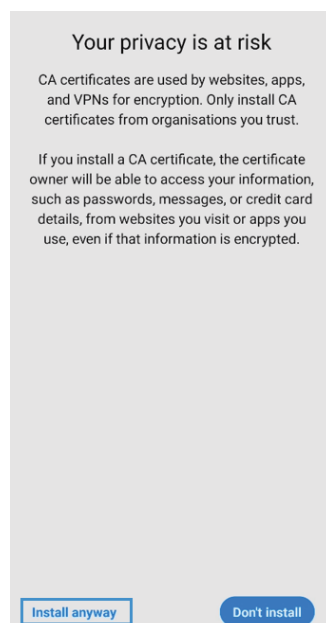 Your privacy is at risk
CA certificates are used by websites, apps,
and VPNs for encryption. Only install CA
certificates from organisations you trust.
If you install a CA certificate, the certificate
owner will be able to access your information,
such as passwords, messages, or credit card
details, from websites you visit or apps you
use, even if that information is encrypted.
Install anyway
Don't install